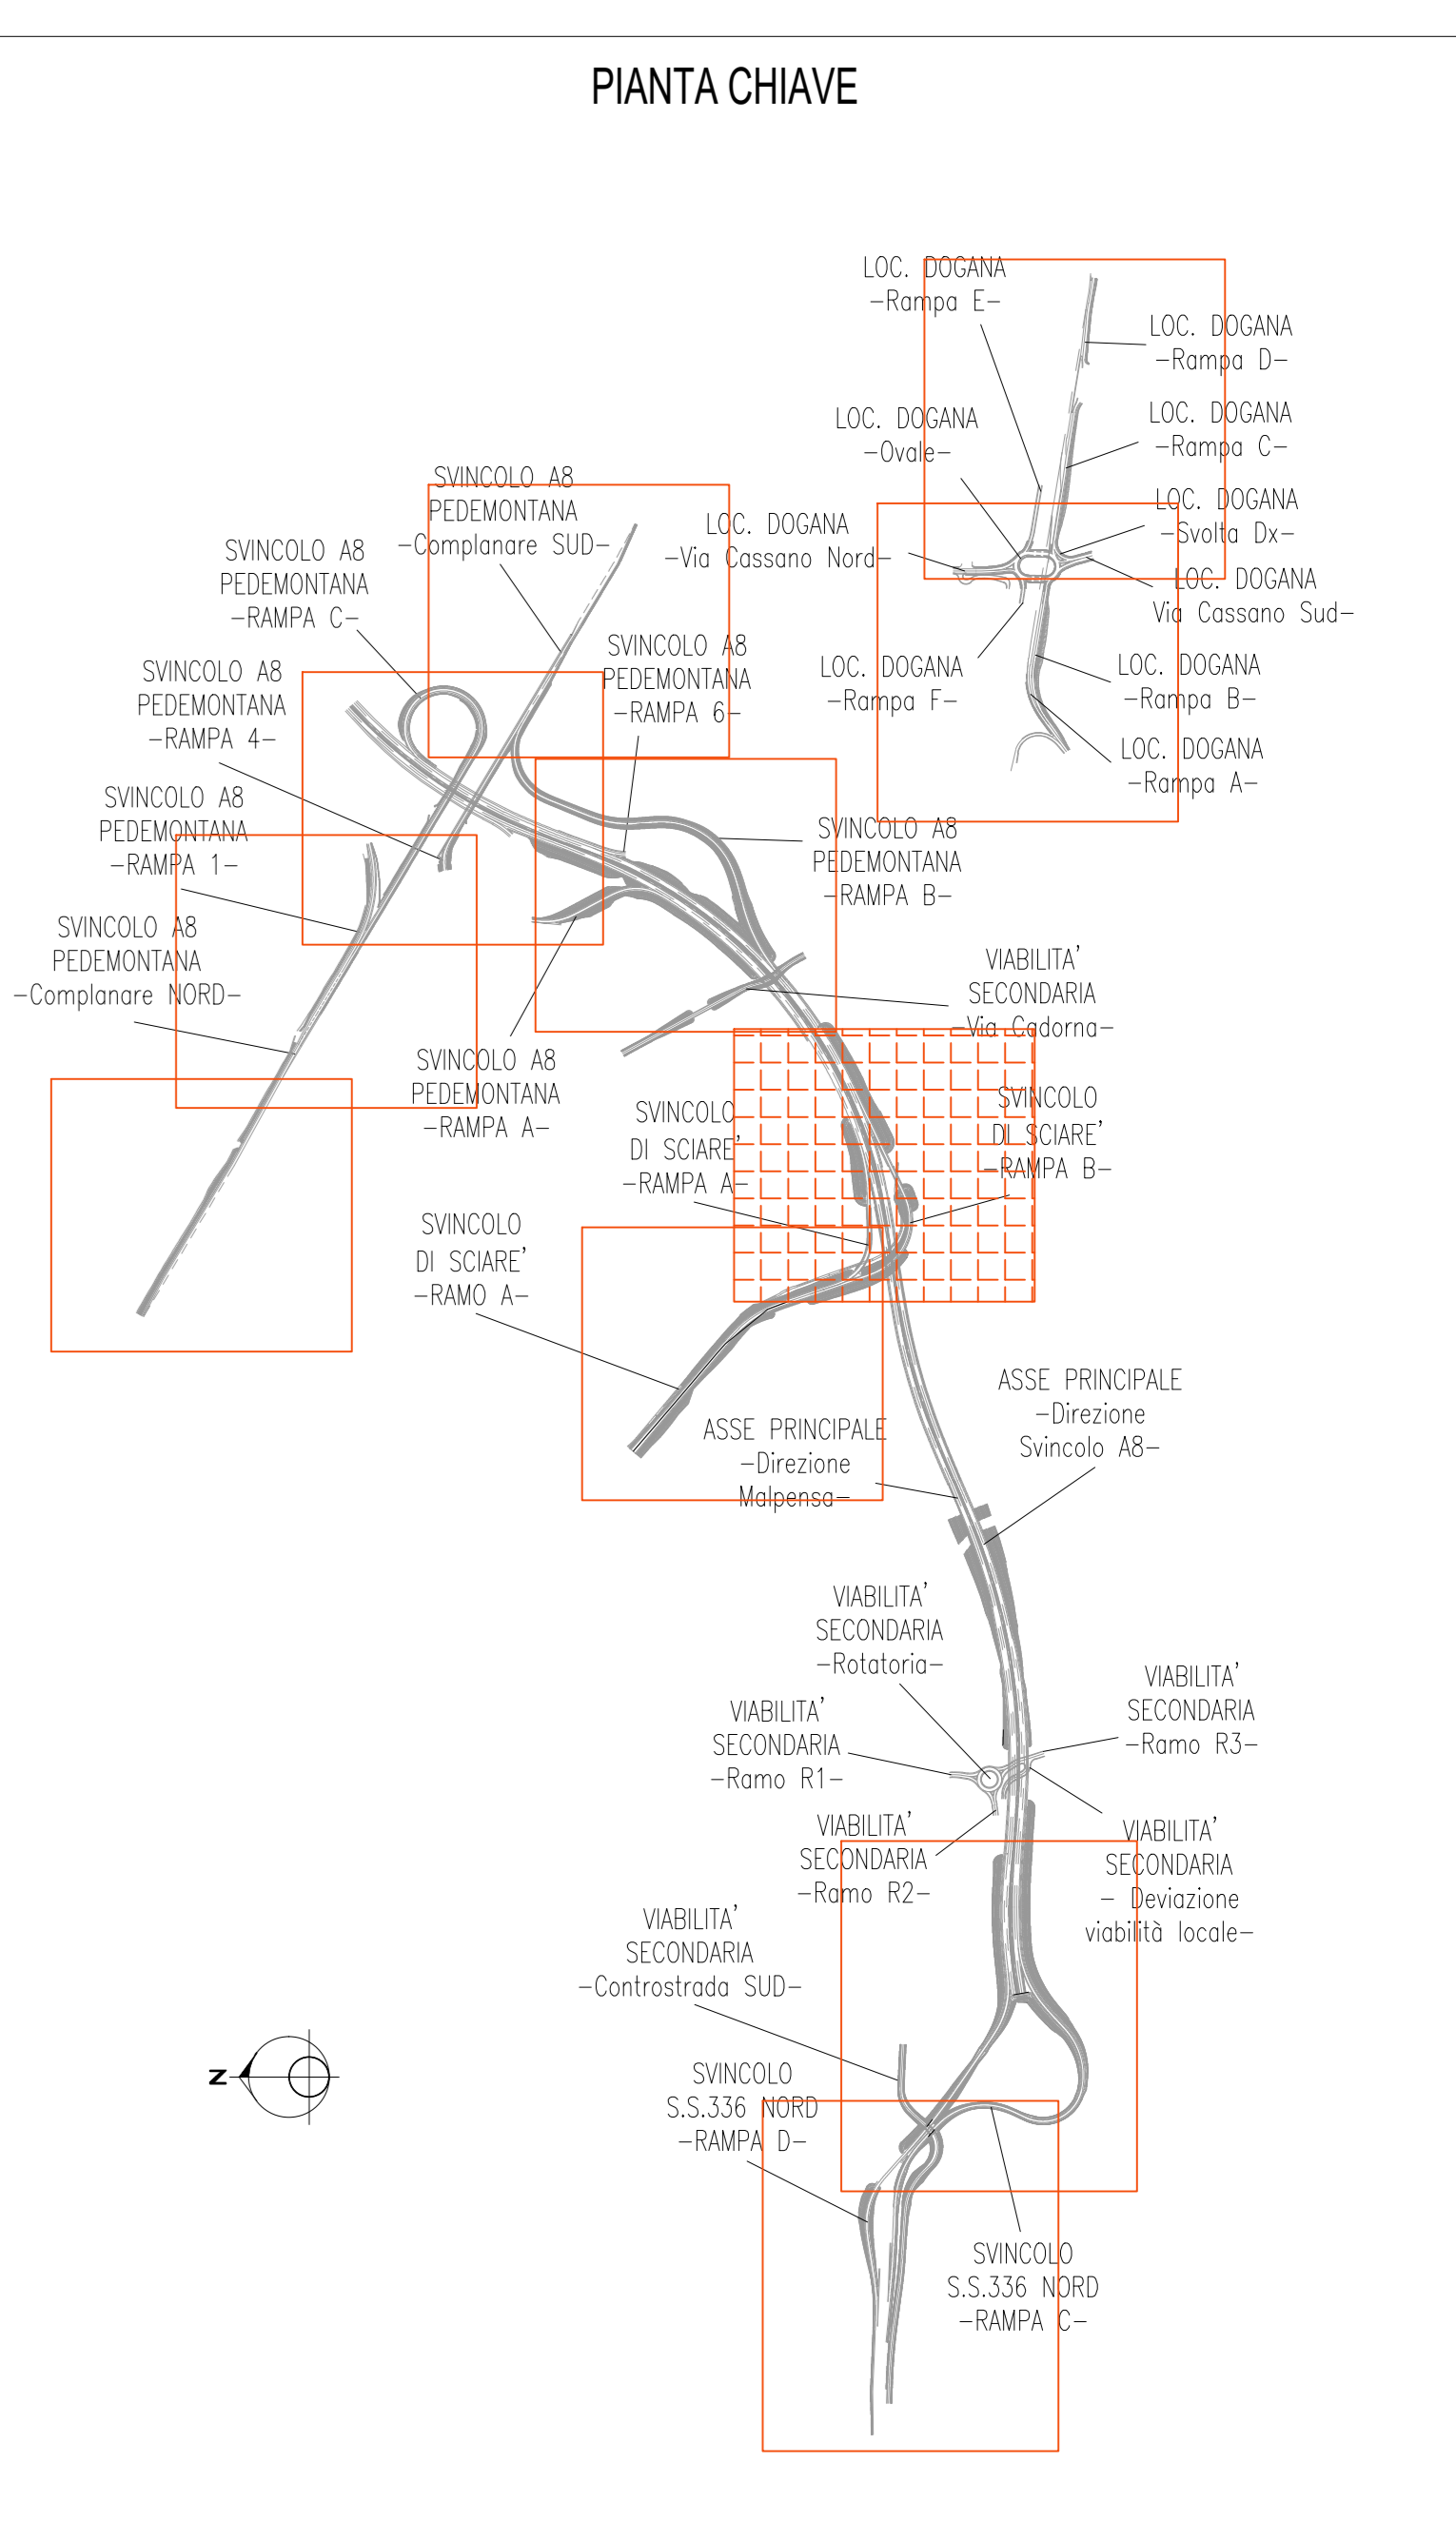 PIANTA CHIAVE
LOC. DOGANA
-Rampa E-
LOC. DOGANA
-Rampa D-
LOC. DOGANA
-Ovale-
LOC. DOGANA
-Rampa C-
SVINCOLO A8
PEDEMONTANA
-Complanare SUD-
LOC. DOGANA
-Svolta Dx-
LOC. DOGANA
-Via Cassano Nord-
SVINCOLO A8
PEDEMONTANA
-RAMPA C-
LOC. DOGANA
Via Cassano Sud-
SVINCOLO A8
PEDEMONTANA
-RAMPA 6-
LOC. DOGANA
-Rampa F-
LOC. DOGANA
-Rampa B-
SVINCOLO A8
PEDEMONTANA
-RAMPA 4-
LOC. DOGANA
-Rampa A-
SVINCOLO A8
PEDEMONTANA
-RAMPA 1-
SVINCOLO A8
PEDEMONTANA
-RAMPA B-
SVINCOLO A8
PEDEMONTANA
-Complanare NORD-
VIABILITA'
SECONDARIA
-Via Cadorna-
SVINCOLO A8
PEDEMONTANA
-RAMPA A-
SVINCOLO
DI SCIARE'
-RAMPA A-
SVINCOLO
DI SCIARE'
-RAMPA B-
SVINCOLO
DI SCIARE'
-RAMO A-
ASSE PRINCIPALE
-Direzione
Svincolo A8-
ASSE PRINCIPALE
-Direzione
Malpensa-
VIABILITA'
SECONDARIA
-Rotatoria-
VIABILITA'
SECONDARIA
-Ramo R3-
VIABILITA'
SECONDARIA
-Ramo R1-
VIABILITA'
SECONDARIA
-Ramo R2-
VIABILITA'
SECONDARIA
- Deviazione
viabilità locale-
VIABILITA'
SECONDARIA
-Controstrada SUD-
N
SVINCOLO
S.S.336 NORD
-RAMPA D-
SVINCOLO
S.S.336 NORD
-RAMPA C-